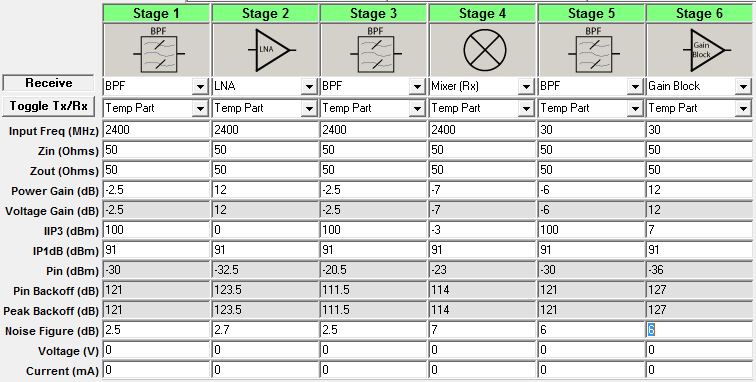 Stage 1 Stage 2 Stage 3 Stage 4 Stage 5 Stage 6
BPF LNA BPF BPF Gain Block
Receive BPF LNA BPF Mixer (Rx) BPF Gain Block
Toggle Tx/Rx Temp Part Temp Part Temp Part Temp Part Temp Part Temp Part
Input Freq (MHz) 2400 2400 2400 2400 30 30
Zin (Ohms) 50 50 50 50 50 50
Zout (Ohms) 50 50 50 50 50 50
Power Gain (dB) -2.5 12 -2.5 -7 -6 12
Voltage Gain (dB) -2.5 12 -2.5 -7 -6 12
IIP3 (dBm) 100 0 100 -3 100 7
IP1dB (dBm) 91 91 91 91 91 91
Pin (dBm) -30 -32.5 -20.5 -23 -30 -36
Pin Backoff (dB) 121 123.5 111.5 114 121 127
Peak Backoff (dB) 121 123.5 111.5 114 121 127
Noise Figure (dB) 2.5 2.7 2.5 7 6 6
Voltage (V) 0 0 0 0 0 0
Current (mA) 0 0 0 0 0 0